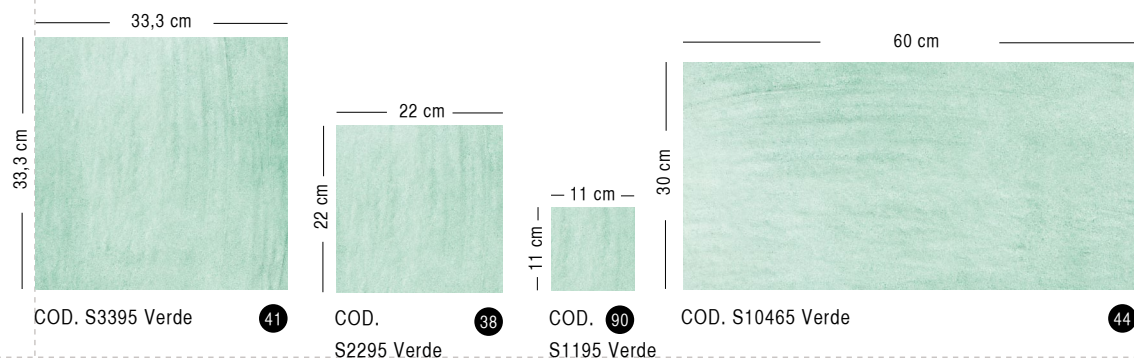 33,3 cm
33,3 cm
COD. S3395 Verde 41
22 cm
22 cm
COD. 38
S2295 Verde
11 cm
11 cm
COD. 90
S1195 Verde
60 cm
30 cm
COD. S10465 Verde 44